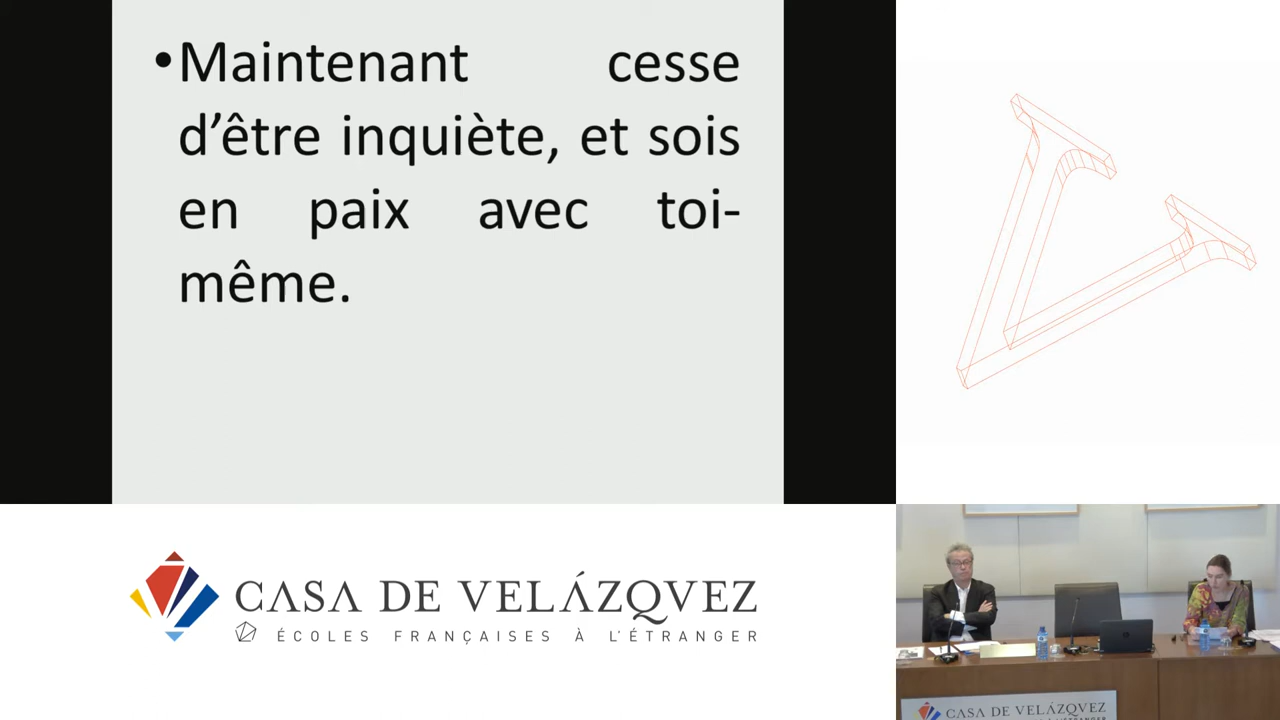 •Maintenant cesse
d’être inquiète, et sois
en paix avec toi-
même.
CASA DE VELÁZQVEZ
ÉCOLES FRANÇAISES À L'ÉTRANGER
CASA DE VELÁZQVEZ